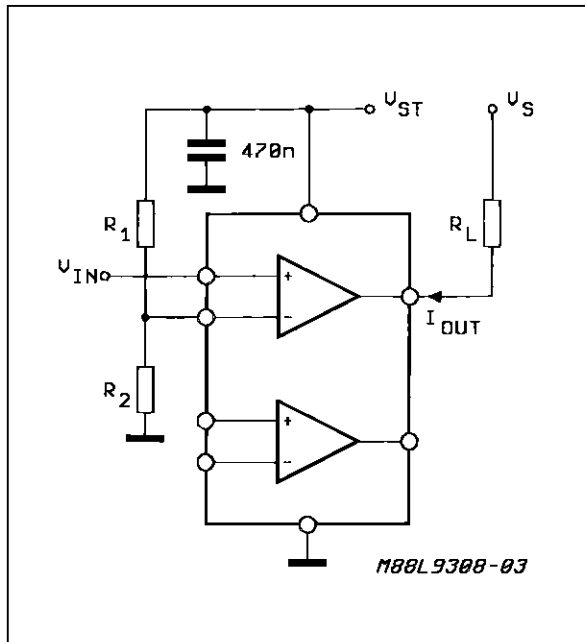 V_ST
V_S
470n
R_1
R_L
V_IN
+
-
I_OUT
R_2
+
-
M88L9308-03